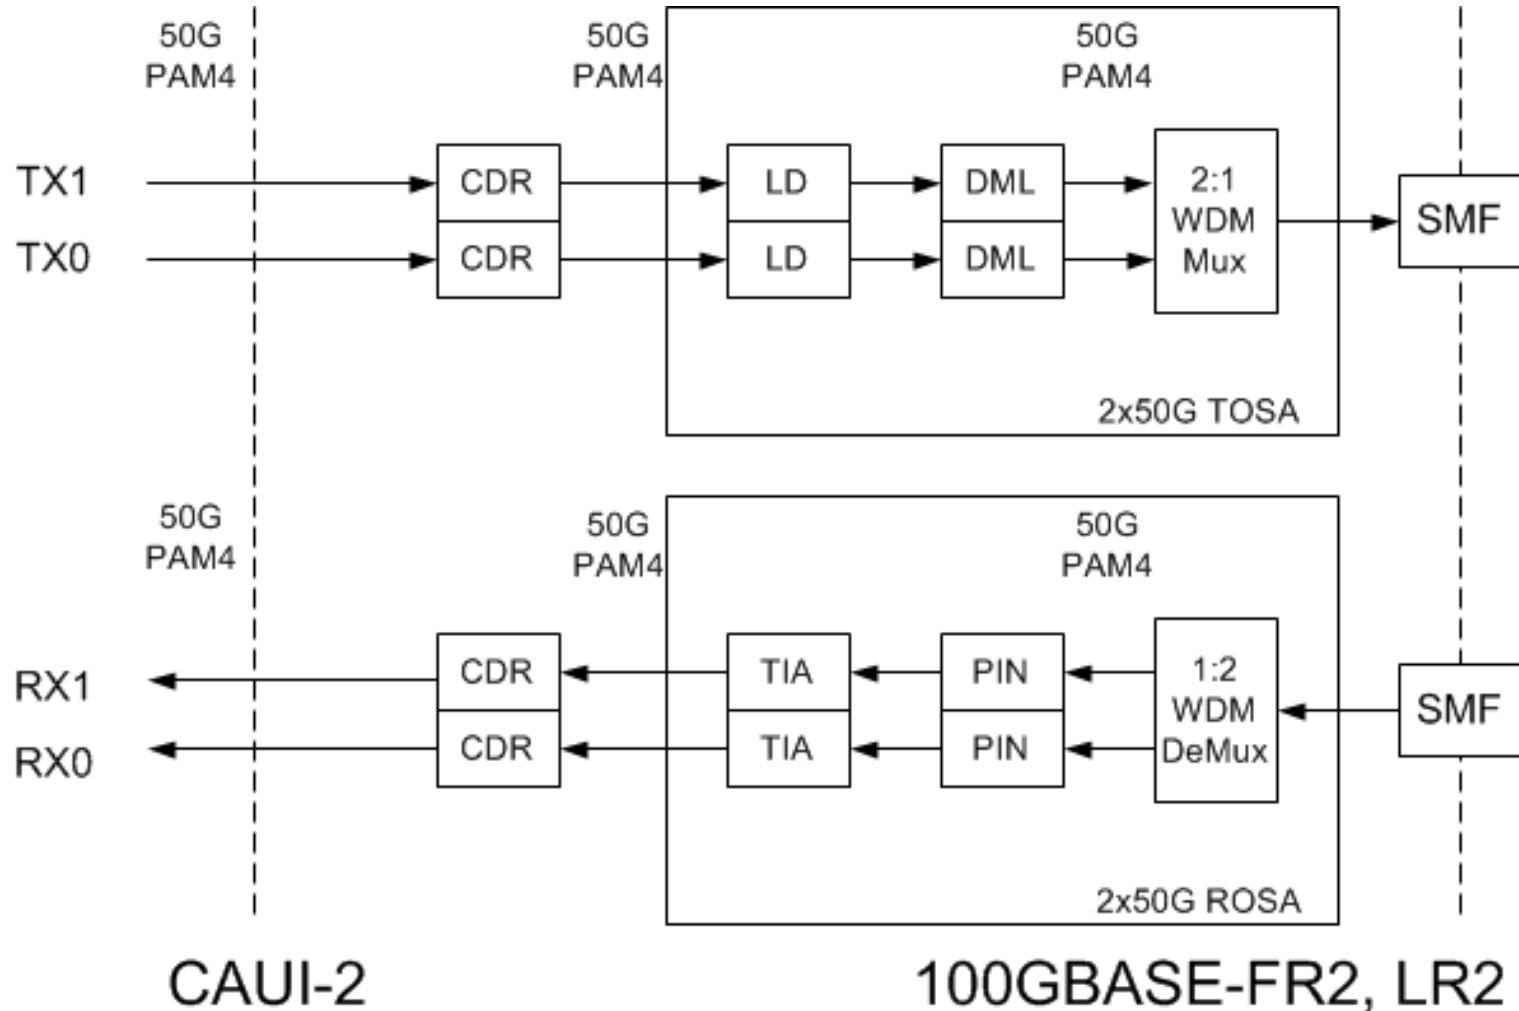 50G
PAM4
50G
PAM4
50G
PAM4
TX1
CDR
LD
DML
2:1
WDM
Mux
SMF
TX0
CDR
LD
DML
2x50G TOSA
50G
PAM4
50G
PAM4
50G
PAM4
RX1
CDR
TIA
PIN
1:2
WDM
DeMux
SMF
RX0
CDR
TIA
PIN
2x50G ROSA
CAUI-2
100GBASE-FR2, LR2